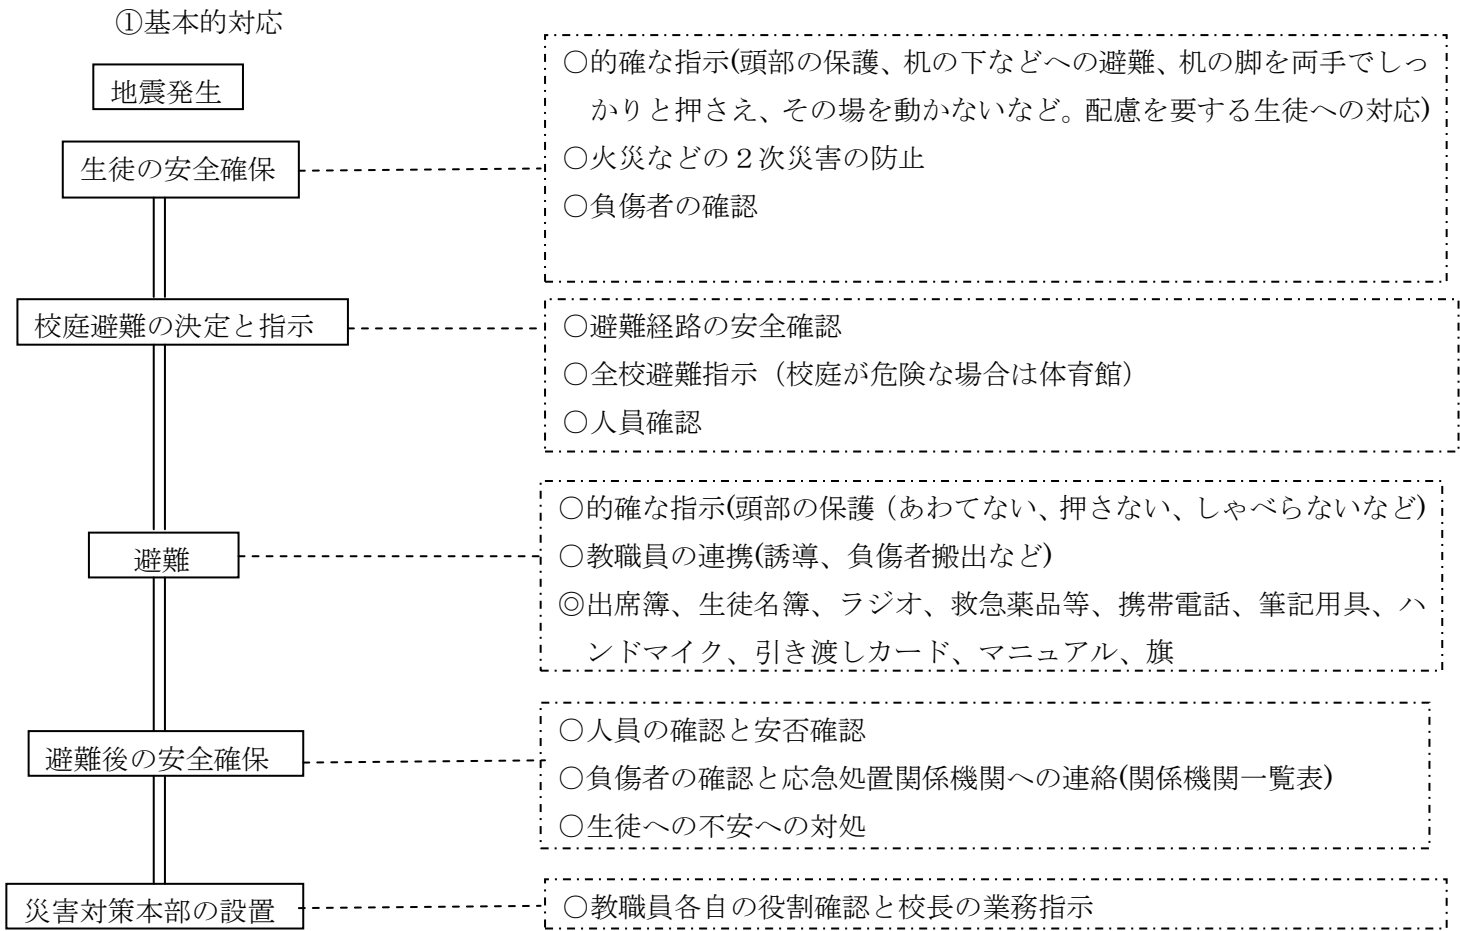 ①基本的対応
地震発生
生徒の安全確保
○的確な指示(頭部の保護、机の下などへの避難、机の脚を両手でしっ
かりと押さえ、その場を動かないなど。配慮を要する生徒への対応)
○火災などの２次災害の防止
○負傷者の確認
校庭避難の決定と指示
○避難経路の安全確認
○全校避難指示（校庭が危険な場合は体育館）
○人員確認
避難
○的確な指示(頭部の保護（あわてない、押さない、しゃべらないなど)
○教職員の連携(誘導、負傷者搬出など)
◎出席簿、生徒名簿、ラジオ、救急薬品等、携帯電話、筆記用具、ハ
ンドマイク、引き渡しカード、マニュアル、旗
避難後の安全確保
○人員の確認と安否確認
○負傷者の確認と応急処置関係機関への連絡(関係機関一覧表)
○生徒への不安への対処
災害対策本部の設置
○教職員各自の役割確認と校長の業務指示